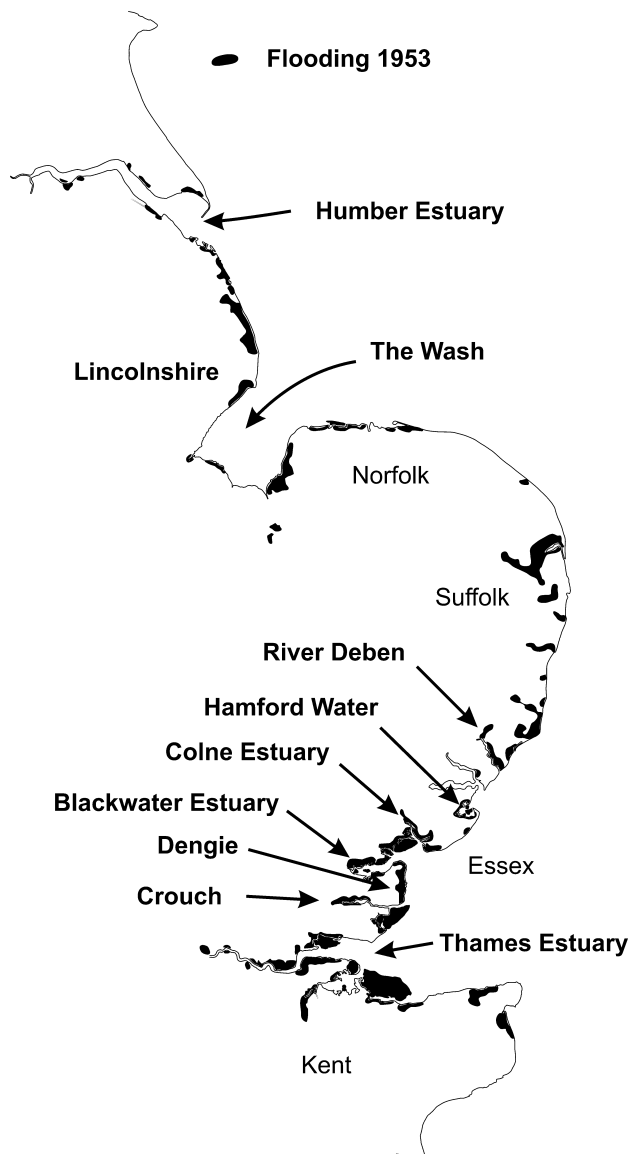 Flooding 1953
Humber Estuary
The Wash
Lincolnshire
Norfolk
Suffolk
River Deben
Hamford Water
Colne Estuary
Blackwater Estuary
Dengie
Essex
Crouch
Thames Estuary
Kent